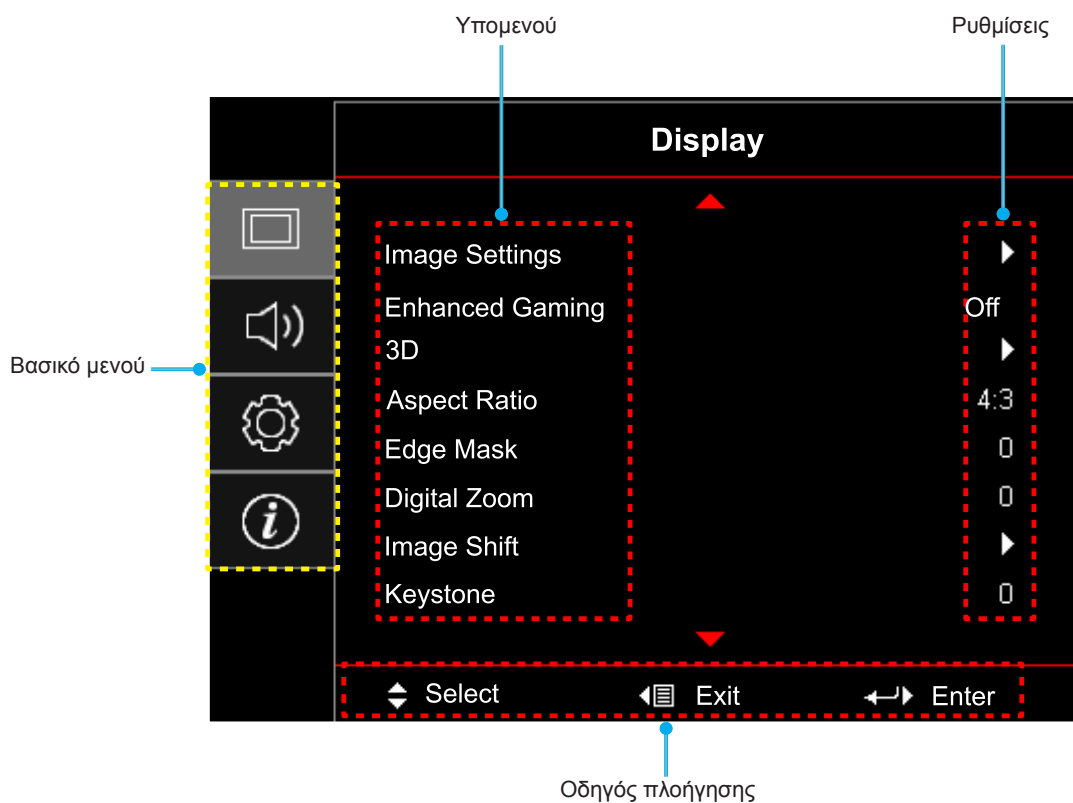 Υπομενού
Ρυθμίσεις
Display
Image Settings
Enhanced Gaming Off
3D
Βασικό μενού
Aspect Ratio 4:3
Edge Mask 0
Digital Zoom 0
Image Shift
Keystone 0
Select Exit Enter
Οδηγός πλοήγησης